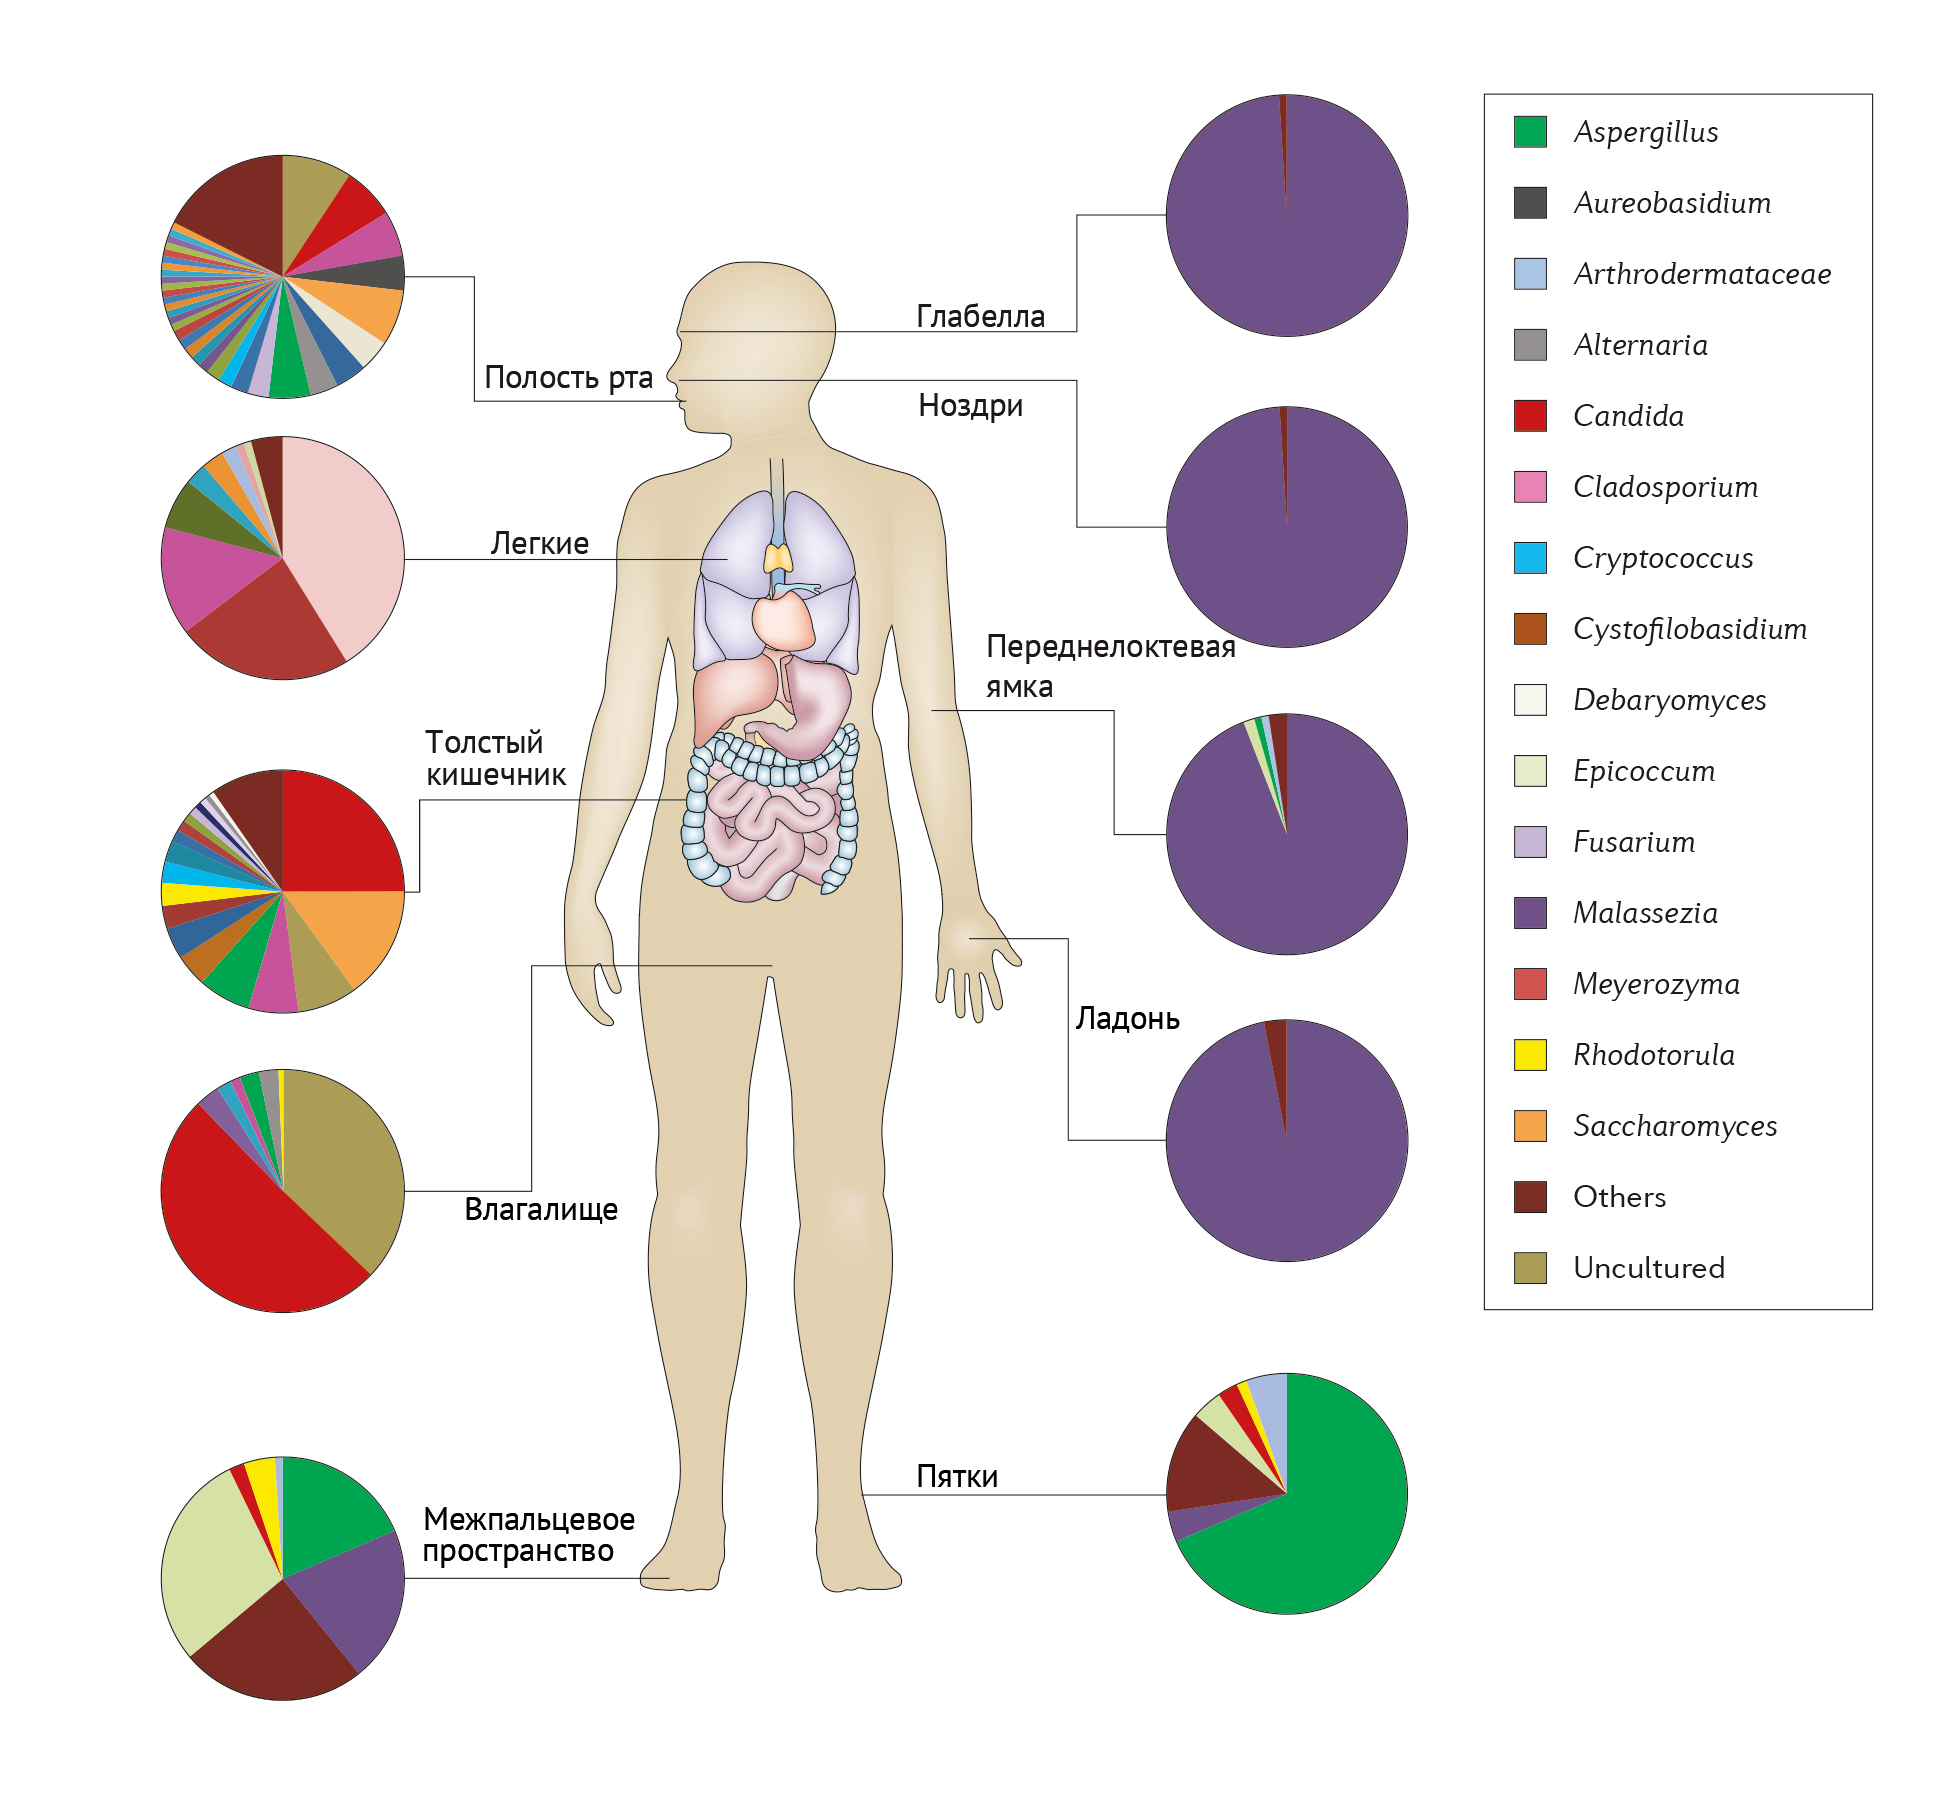 Глабелла
Полость рта
Ноздри
Легкие
Переднелоктевая
ямка
Толстый
кишечник
Ладонь
Влагалище
Пятки
Межпальцевое
пространство
Aspergillus
Aureobasidium
Arthrodermataceae
Alternaria
Candida
Cladosporium
Cryptococcus
Cystofilobasidium
Debaryomyces
Epicoccum
Fusarium
Malassezia
Meyerozyma
Rhodotorula
Saccharomyces
Others
Uncultured